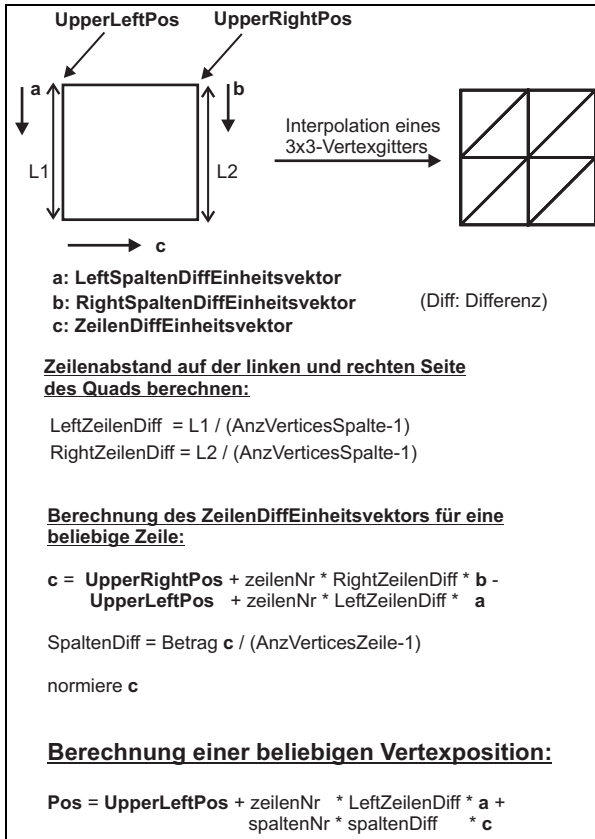 UpperLeftPos
UpperRightPos
a
b
L1
L2
c
Interpolation eines
3x3-Vertexgitters
a: LeftSpaltenDiffEinheitsvektor
b: RightSpaltenDiffEinheitsvektor (Diff: Differenz)
c: ZeilenDiffEinheitsvektor
Zeilenabstand auf der linken und rechten Seite
des Quads berechnen:
LeftZeilenDiff = L1 / (AnzVerticesSpalte-1)
RightZeilenDiff = L2 / (AnzVerticesSpalte-1)
Berechnung des ZeilenDiffEinheitsvektors für eine
beliebige Zeile:
c = UpperRightPos + zeilenNr * RightZeilenDiff * b -
UpperLeftPos + zeilenNr * LeftZeilenDiff * a
SpaltenDiff = Betrag c / (AnzVerticesZeile-1)
normiere c
Berechnung einer beliebigen Vertexposition:
Pos = UpperLeftPos + zeilenNr * LeftZeilenDiff * a +
spaltenNr * spaltenDiff * c